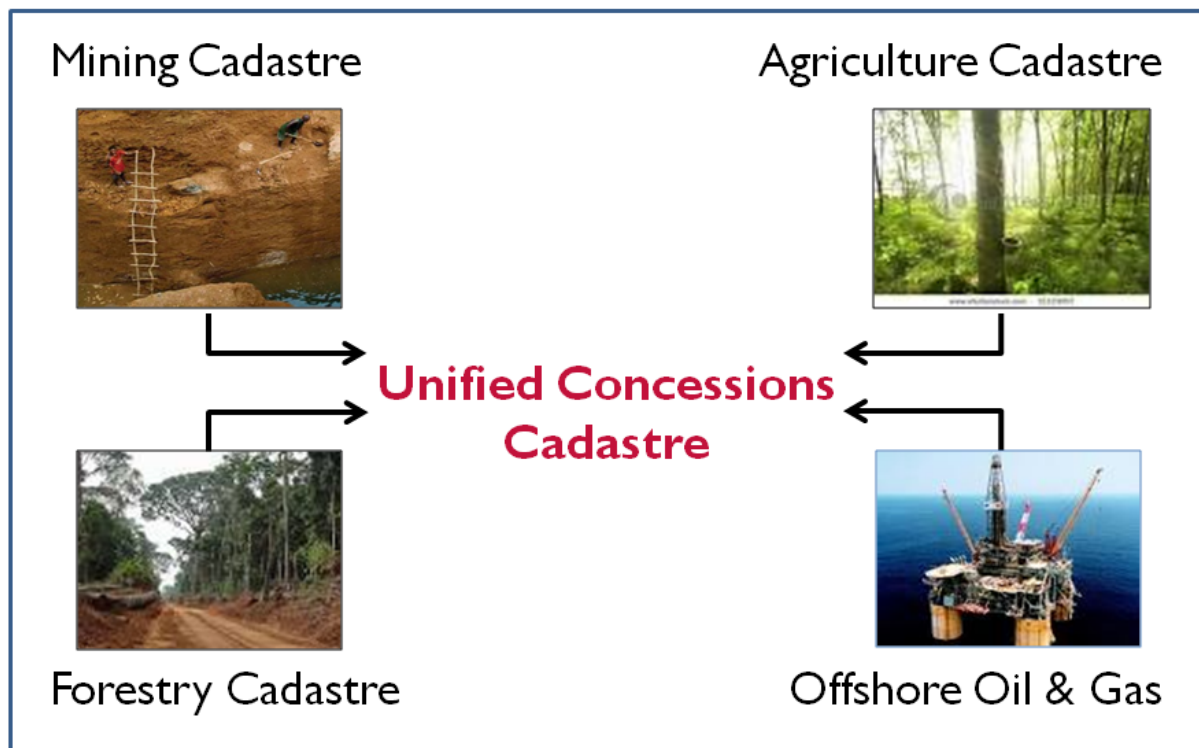 Mining Cadastre
Agriculture Cadastre
Unified Concessions
Cadastre
Forestry Cadastre
Offshore Oil & Gas